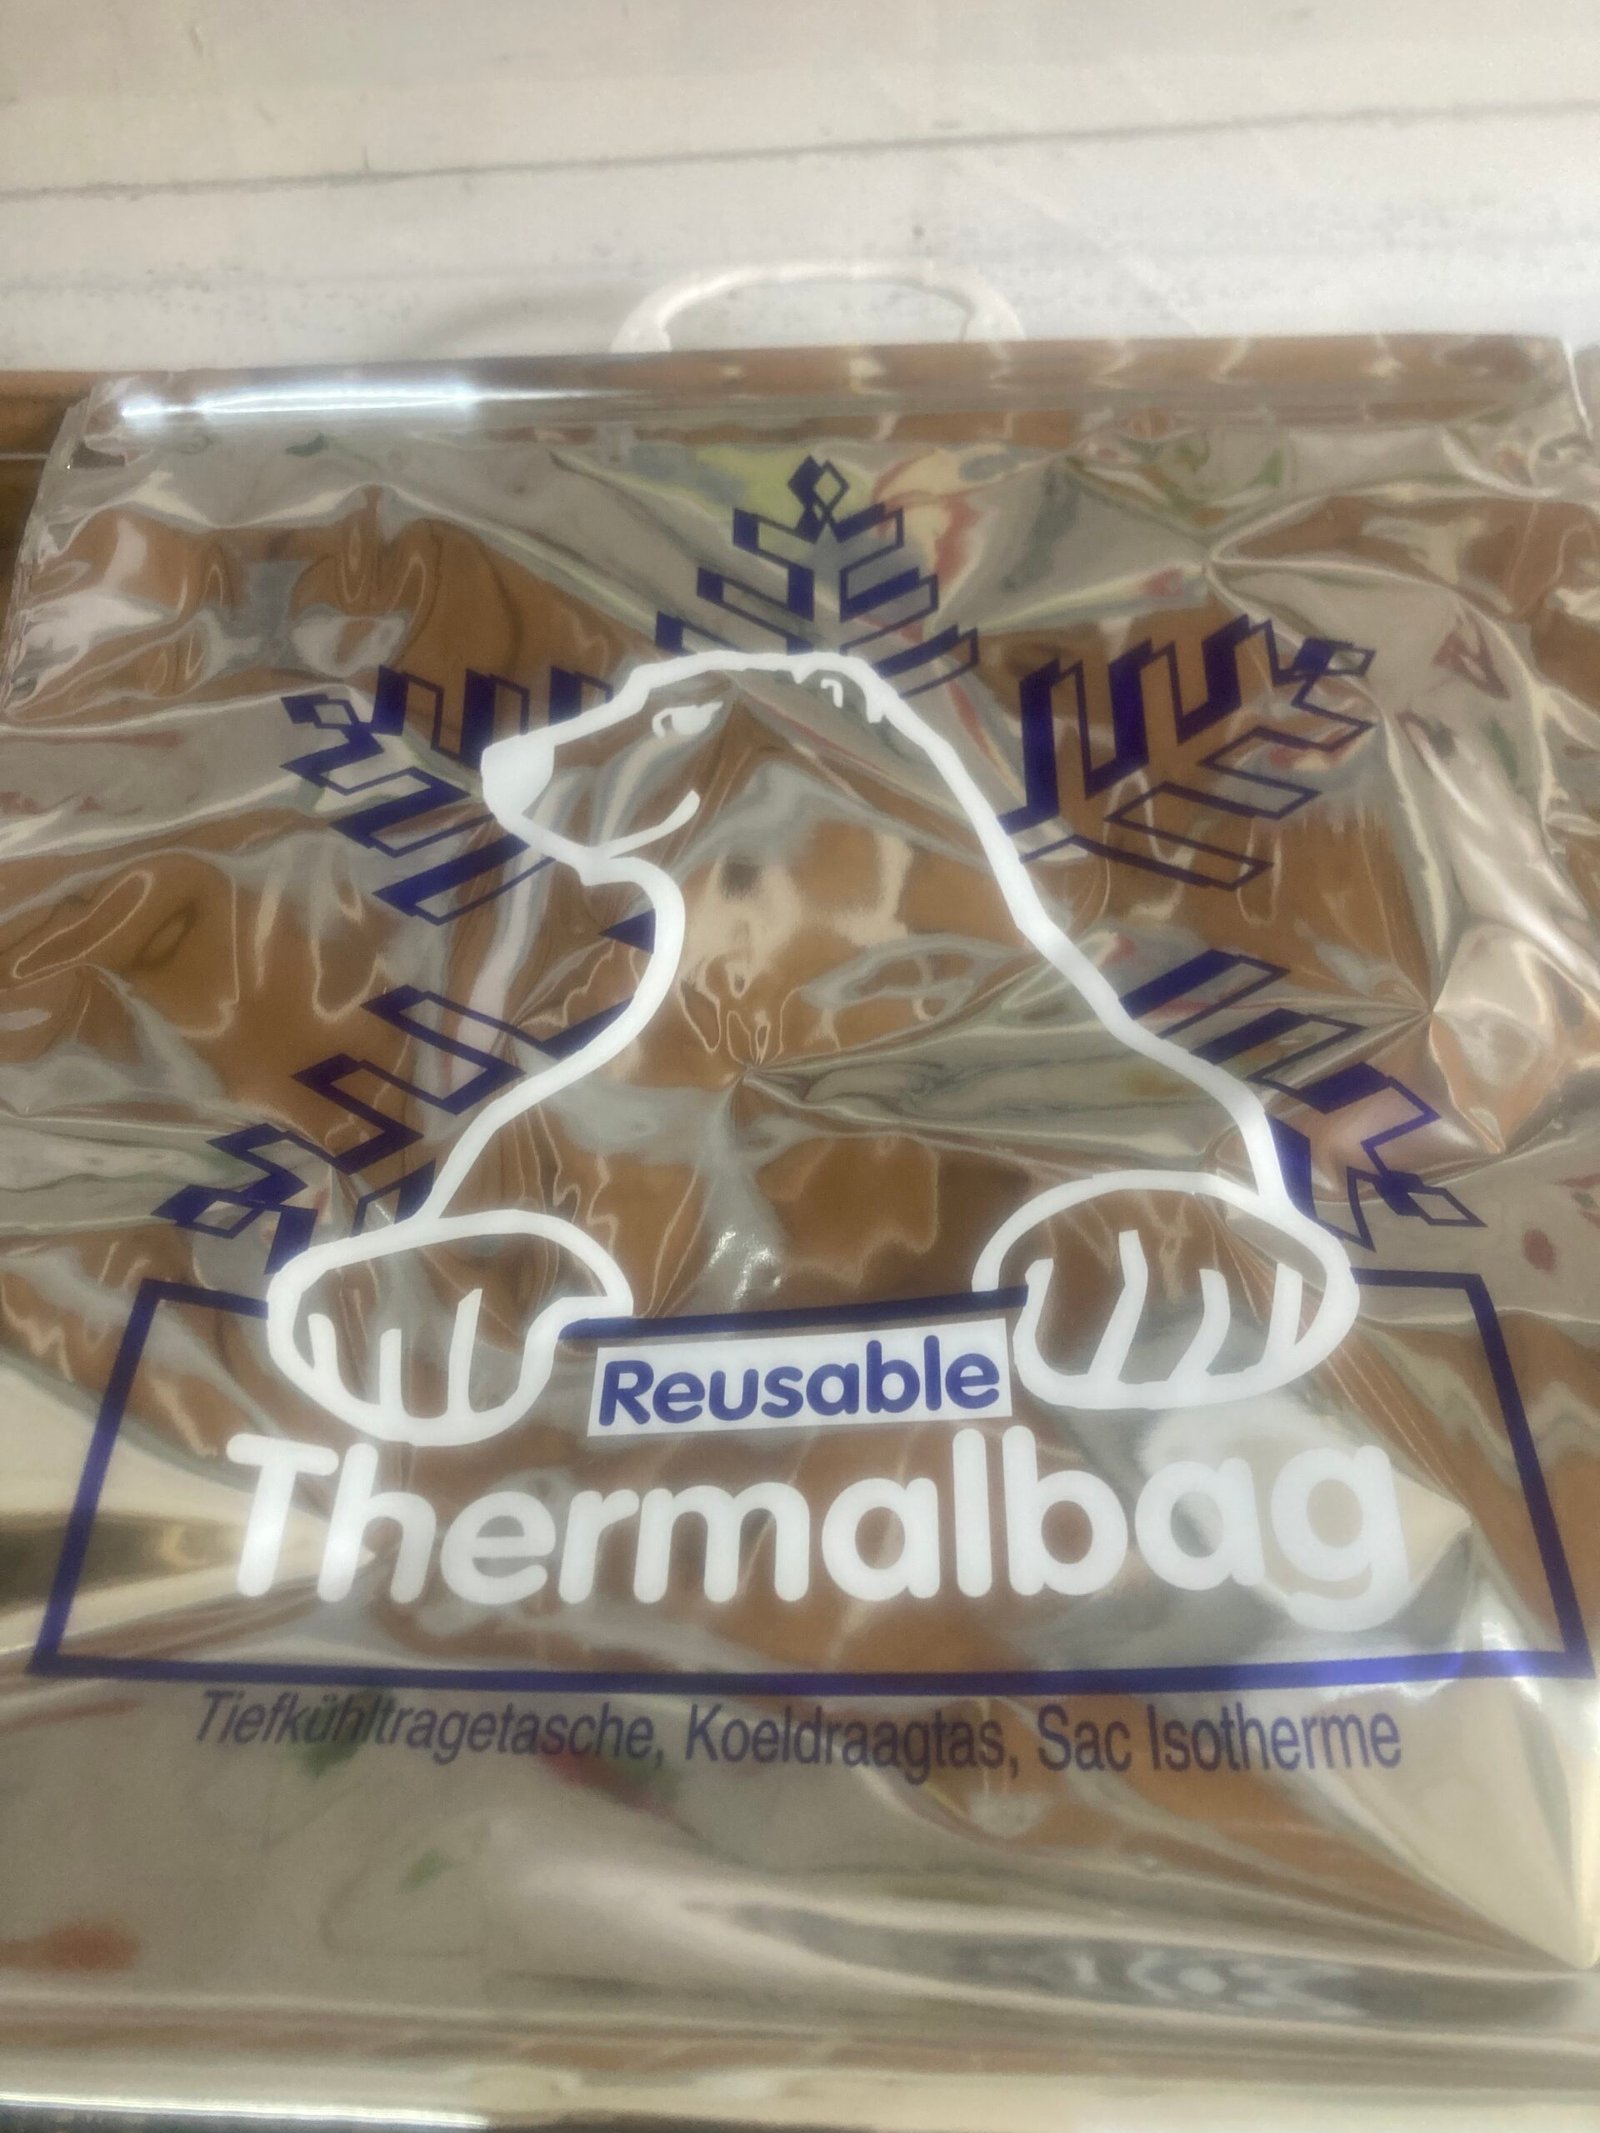 Reusable
Thermalbag
Tiefkühltragetasche, Koeldraagtas, Sac Isotherme